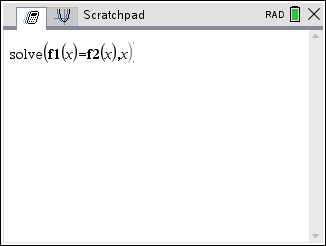 Scratchpad
RAD
solve(f1(x)=f2(x),x)